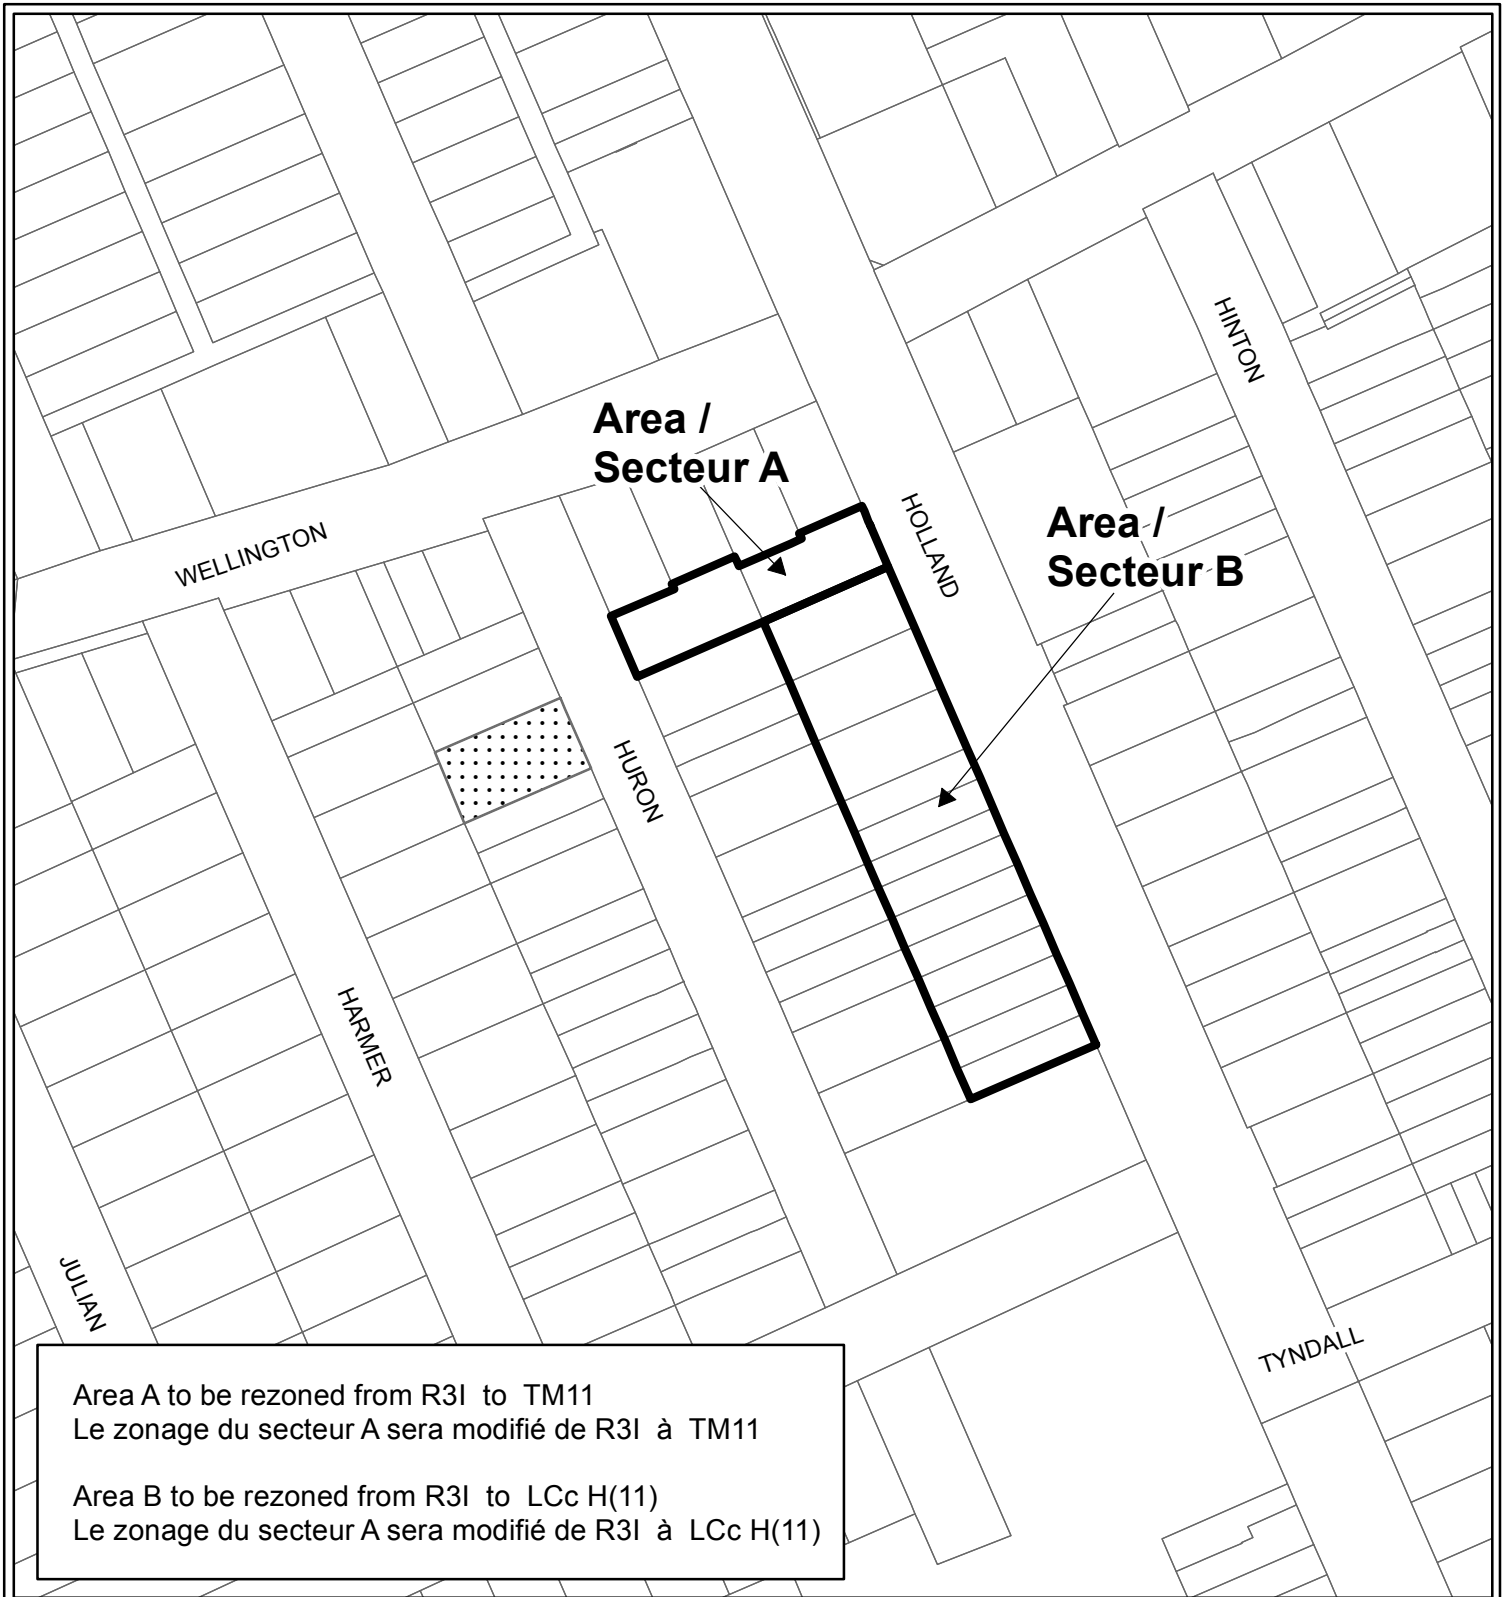 Area /
Secteur A
Area /
Secteur B
HINTON
HOLLAND
WELLINGTON
HURON
HARMER
JULIAN
TYNDALL
Area A to be rezoned from R3I to TM11
Le zonage du secteur A sera modifié de R3I à TM11
Area B to be rezoned from R3I to LCc H(11)
Le zonage du secteur A sera modifié de R3I à LCc H(11)